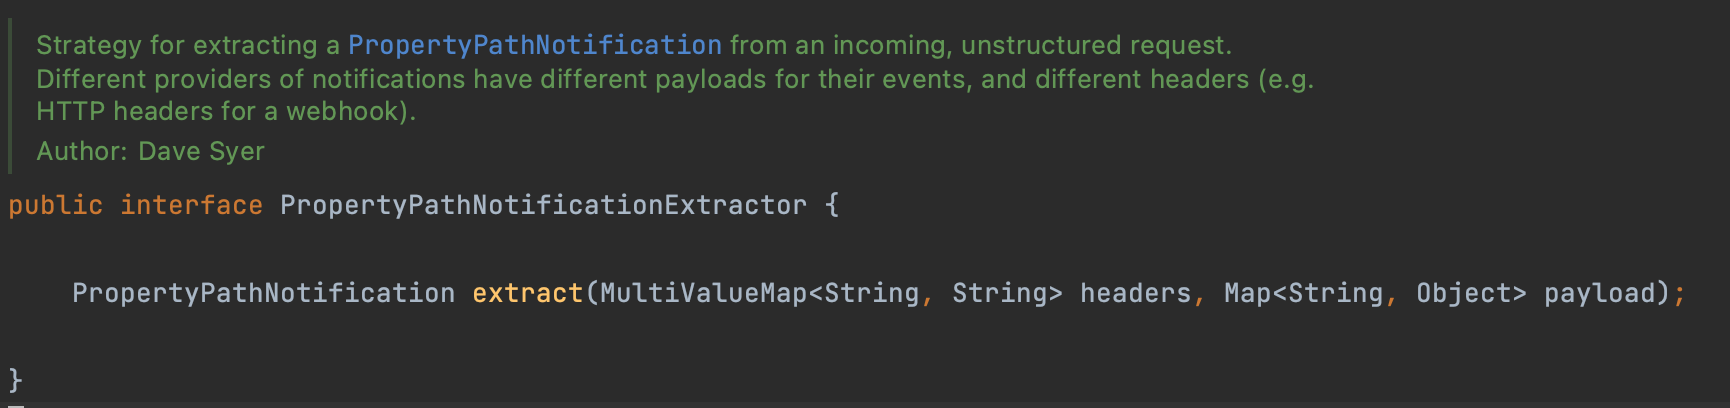 Strategy for extracting a PropertyPathNotification from an incoming, unstructured request.
Different providers of notifications have different payloads for their events, and different headers (e.g.
HTTP headers for a webhook).
Author: Dave Syer
public interface PropertyPathNotificationExtractor {
PropertyPathNotification extract(MultiValueMap<String, String> headers, Map<String, Object> payload);
}